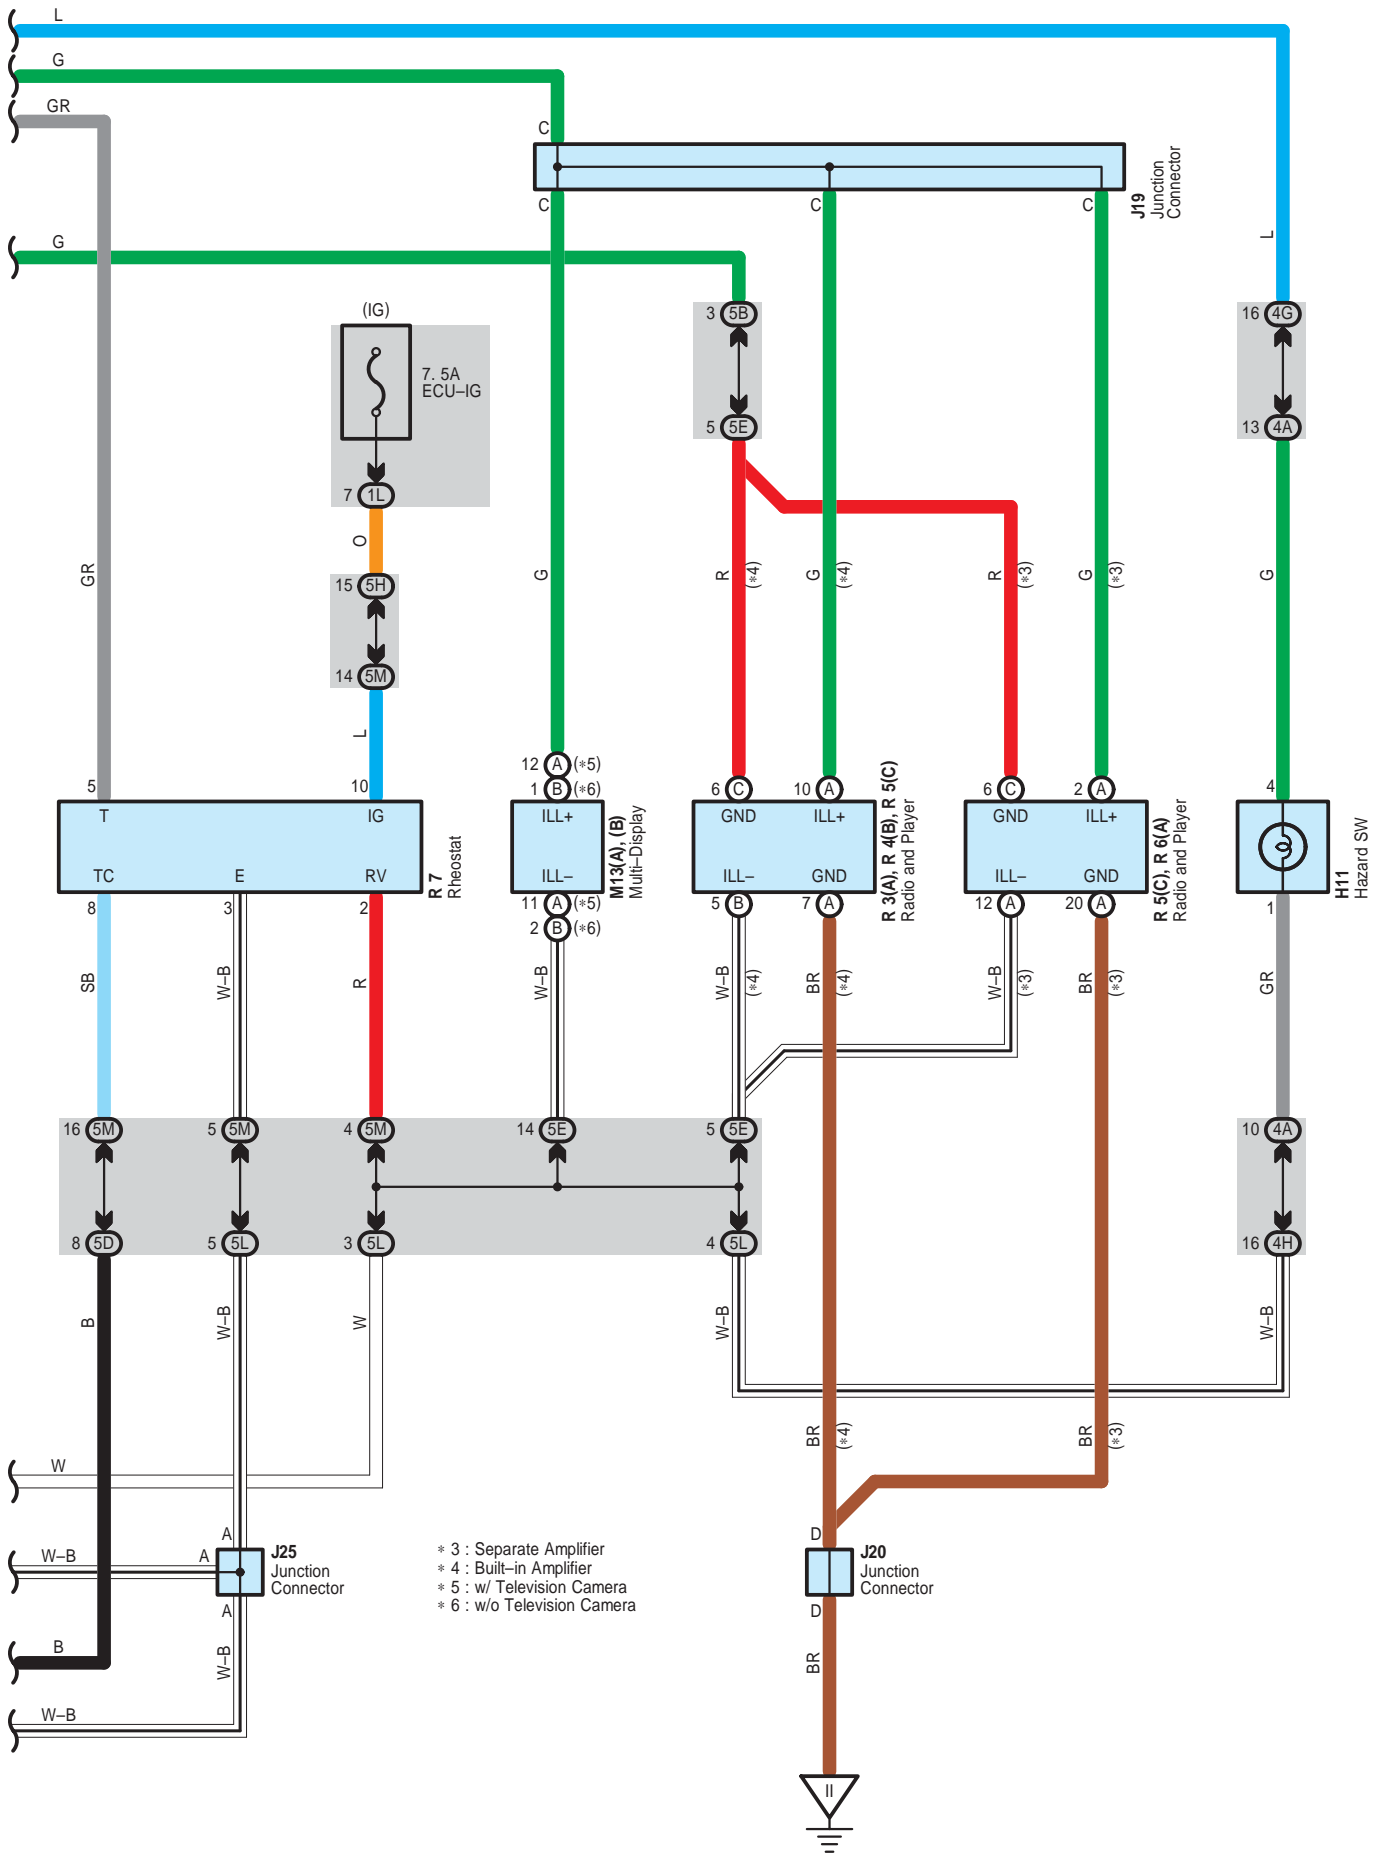 L
G
GR
C
C
C
C
J19
Junction
Connector
L
G
(IG)
3 5B
16 4G
7. 5A
ECU–IG
5 5E
13 4A
7 1L
O
GR
15 5H
G
R
(∗4)
G
(∗4)
R
(∗3)
G
(∗3)
G
14 5M
L
12 A (∗5)
5
10
1 B (∗6)
6 C
10 A
6 C
2 A
4
T
IG
ILL+
GND
ILL+
GND
ILL+
TC
E
RV
ILL–
ILL–
GND
ILL–
GND
R 7
Rheostat
M13(A), (B)
Multi–Display
R 3(A), R 4(B), R 5(C)
Radio and Player
R 5(C), R 6(A)
Radio and Player
H11
Hazard SW
8
3
2
11 A (∗5)
5 B
7 A
12 A
20 A
1
2 B (∗6)
SB
W–B
R
W–B
W–B
(∗4)
BR
(∗4)
W–B
(∗3)
BR
(∗3)
GR
16 5M
5 5M
4 5M
14 5E
5 5E
10 4A
8 5D
5 5L
3 5L
4 5L
16 4H
B
W–B
W
W–B
W–B
BR
(∗4)
BR
(∗3)
W
A
D
W–B
A
J25
Junction
Connector
J20
Junction
Connector
∗ 3 : Separate Amplifier
∗ 4 : Built–in Amplifier
∗ 5 : w/ Television Camera
∗ 6 : w/o Television Camera
A
D
B
W–B
BR
W–B
II